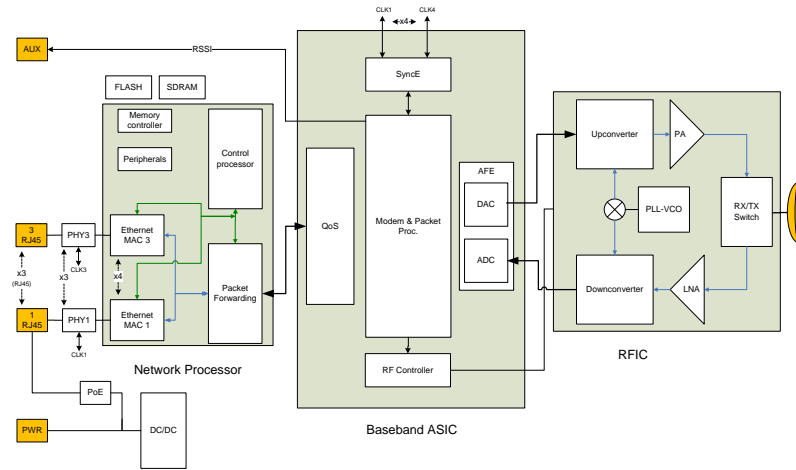 CLK1
x4
CLK4
AUX
RSSI
SyncE
FLASH
SDRAM
Memory
controller
Control
processor
Peripherals
Upconverter
PA
AFE
DAC
QoS
Modem & Packet
Proc.
PLL-VCO
RX/TX
Switch
3
RJ45
PHY3
Ethernet
MAC 3
CLK3
x3
(RJ45)
x3
x4
ADC
Packet
Forwarding
Downconverter
LNA
1
RJ45
PHY1
Ethernet
MAC 1
CLK1
RFIC
Network Processor
RF Controller
PoE
DC/DC
PWR
Baseband ASIC